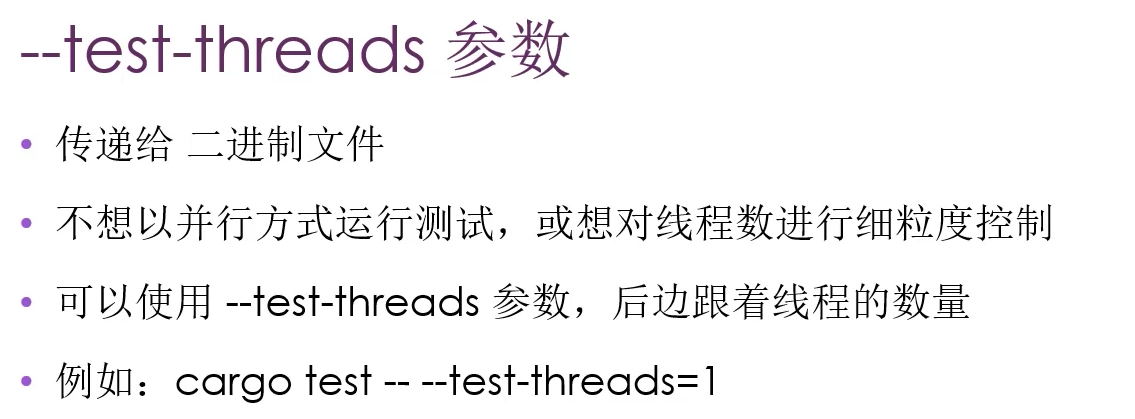 --test-threads 参数
• 传递给 二进制文件
• 不想以并行方式运行测试，或想对线程数进行细粒度控制
• 可以使用 --test-threads 参数，后边跟着线程的数量
• 例如：cargo test -- --test-threads=1